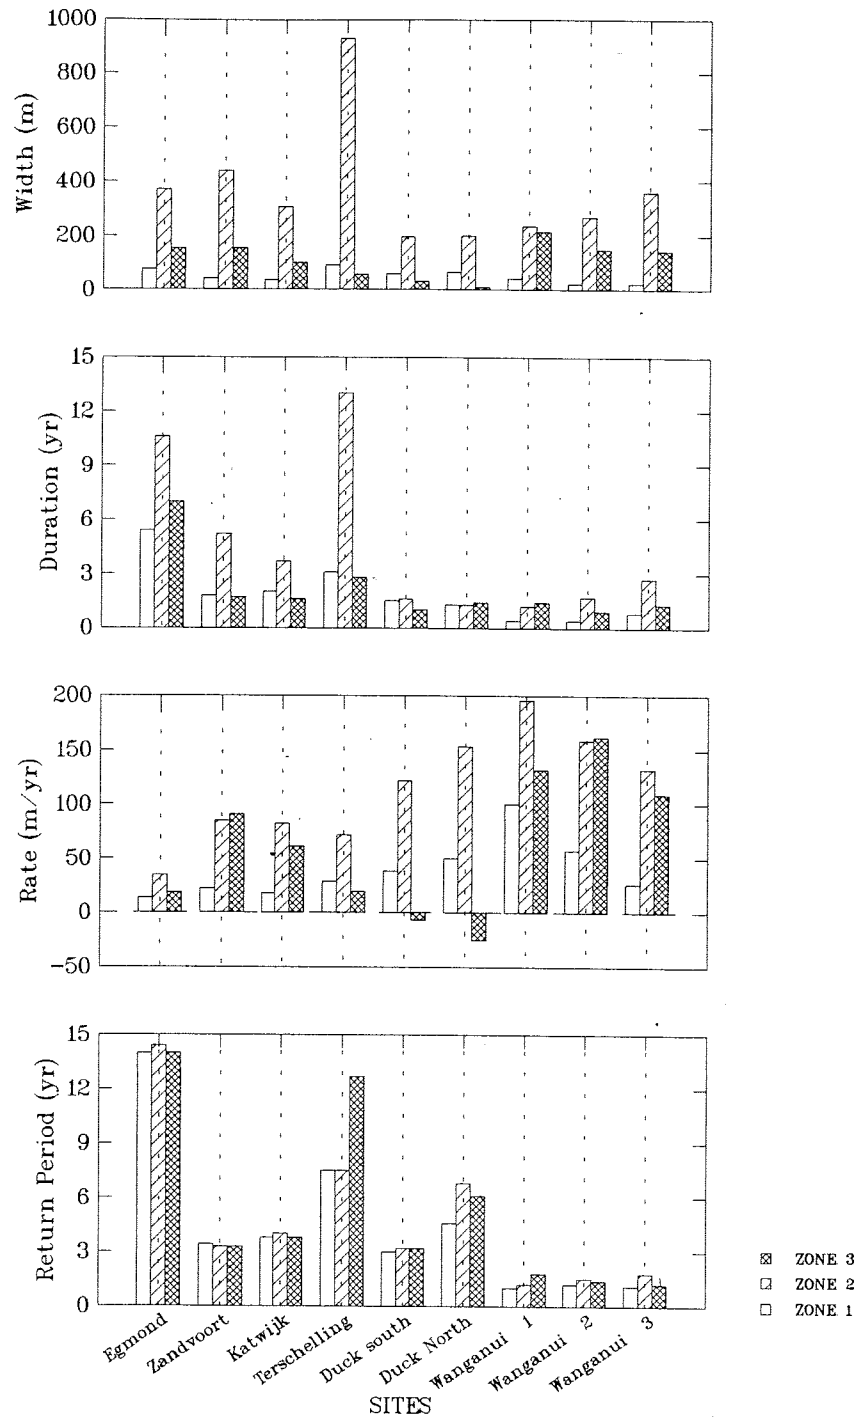 1000
800
600
400
200
0
Width (m)
15
12
9
6
3
0
Duration (yr)
200
150
100
50
0
−50
Rate (m/yr)
15
12
9
6
3
0
Return Period (yr)
Egmond
Zandvoort
Katwijk
Terschelling
Duck south
Duck North
Wanganui 1
Wanganui 2
Wanganui 3
SITES
ZONE 3
ZONE 2
ZONE 1